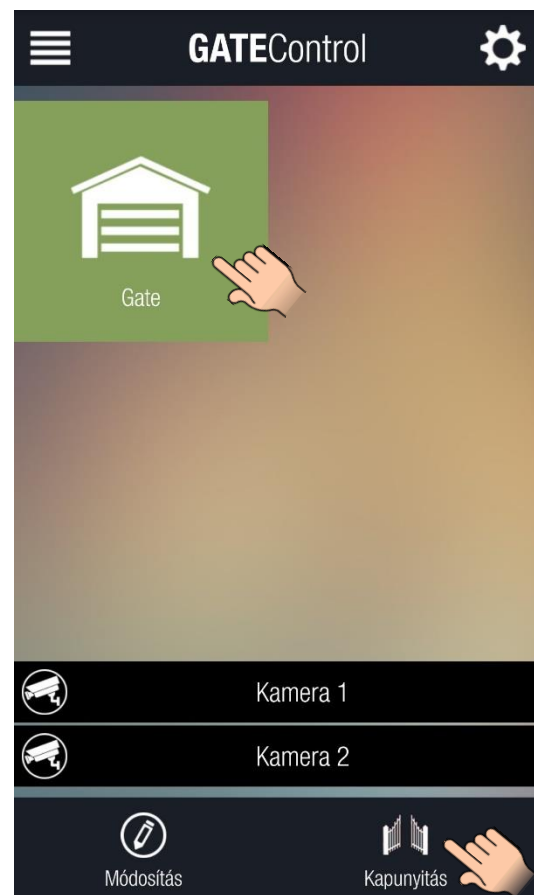 GATEControl
Gate
Kamera 1
Kamera 2
Módosítás
Kapunyitás